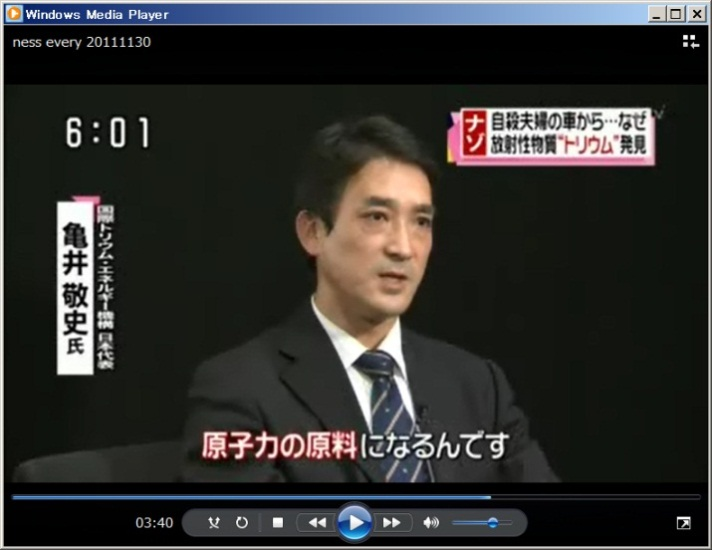 Windows Media Player
ness every 20111130
6:01
ナゾ
自殺夫婦の車から…なぜ
放射性物質"トリウム"発見
国際トリウム・エネルギー機構 日本代表
亀井 敬史氏
原子力の原料になるんです
03:40